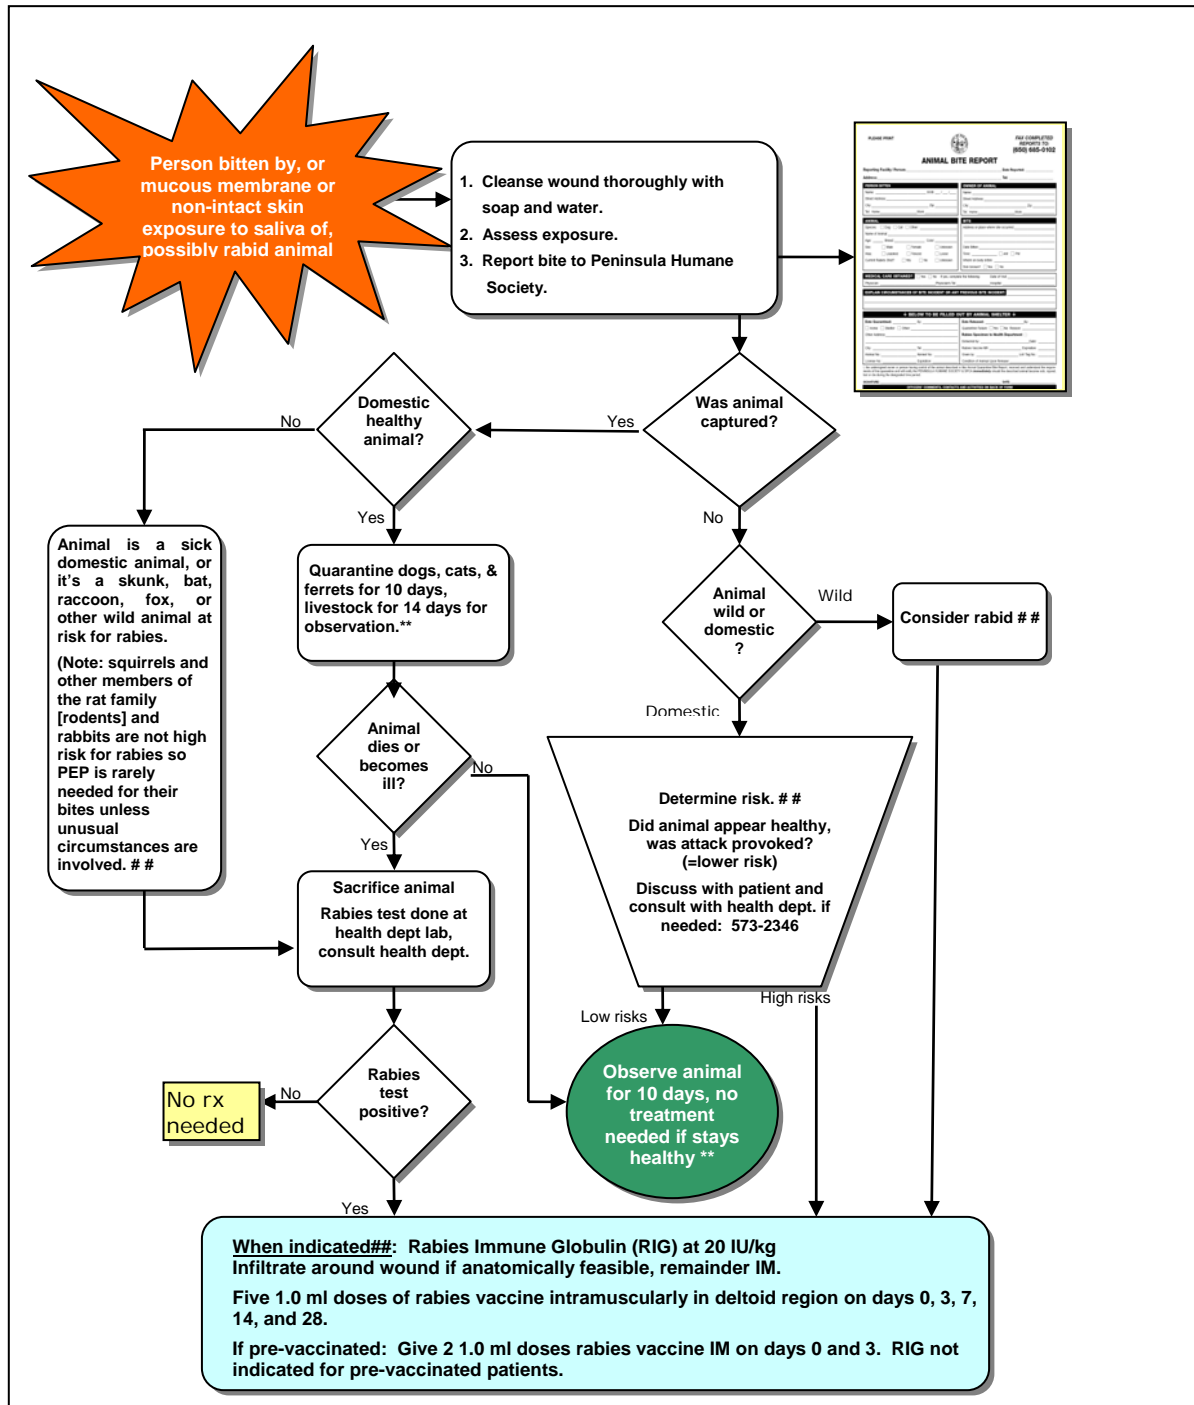 Person bitten by, or
mucous membrane or
non-intact skin
exposure to saliva of,
possibly rabid animal
1. Cleanse wound thoroughly with
soap and water.
2. Assess exposure.
3. Report bite to Peninsula Humane
Society.
PLEASE PRINT
FAX COMPLETED
REPORTS TO
(650) 685-0102
ANIMAL BITE REPORT
Domestic
healthy
animal?
Was animal
captured?
No
Yes
Yes
No
Animal is a sick
domestic animal, or
it's a skunk, bat,
raccoon, fox, or
other wild animal at
risk for rabies.
(Note: squirrels and
other members of
the rat family
[rodents] and
rabbits are not high
risk for rabies so
PEP is rarely
needed for their
bites unless
unusual
circumstances are
involved. # #
Quarantine dogs, cats, &
ferrets for 10 days,
livestock for 14 days for
observation.**
Animal
wild or
domestic
?
Wild
Consider rabid # #
Domestic
Animal
dies or
becomes
ill?
No
Yes
Determine risk. # #
Did animal appear healthy,
was attack provoked?
(=lower risk)
Discuss with patient and
consult with health dept. if
needed: 573-2346
Sacrifice animal
Rabies test done at
health dept lab,
consult health dept.
Low risks
High risks
Observe animal
for 10 days, no
treatment
needed if stays
healthy **
Rabies
test
positive?
No
No rx
needed
Yes
When indicated##: Rabies Immune Globulin (RIG) at 20 IU/kg
Infiltrate around wound if anatomically feasible, remainder IM.
Five 1.0 ml doses of rabies vaccine intramuscularly in deltoid region on days 0, 3, 7,
14, and 28.
If pre-vaccinated: Give 2 1.0 ml doses rabies vaccine IM on days 0 and 3. RIG not
indicated for pre-vaccinated patients.